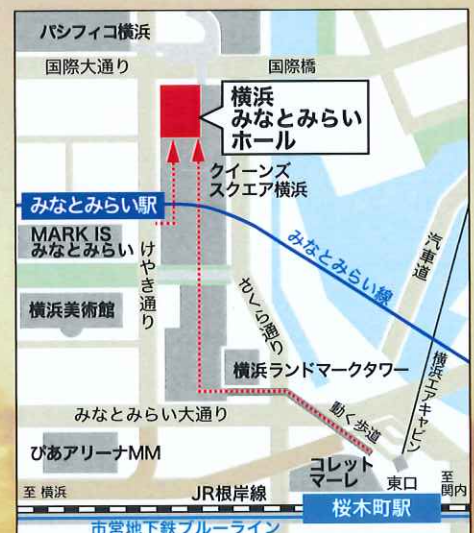 パシフィコ横浜
国際大通り
国際橋
横浜
みなとみらい
ホール
クイーンズ
スクエア横浜
みなとみらい駅
MARK IS
みなとみらい
けやき通り
みなとみらい線
汽車道
横浜美術館
さくら通り
横浜ランドマークタワー
横浜エアキャビン
みなとみらい大通り
動く歩道
ぴあアリーナMM
コレット
マーレ
東口
至 横浜
JR根岸線
桜木町駅
至
関内
市営地下鉄ブルーライン